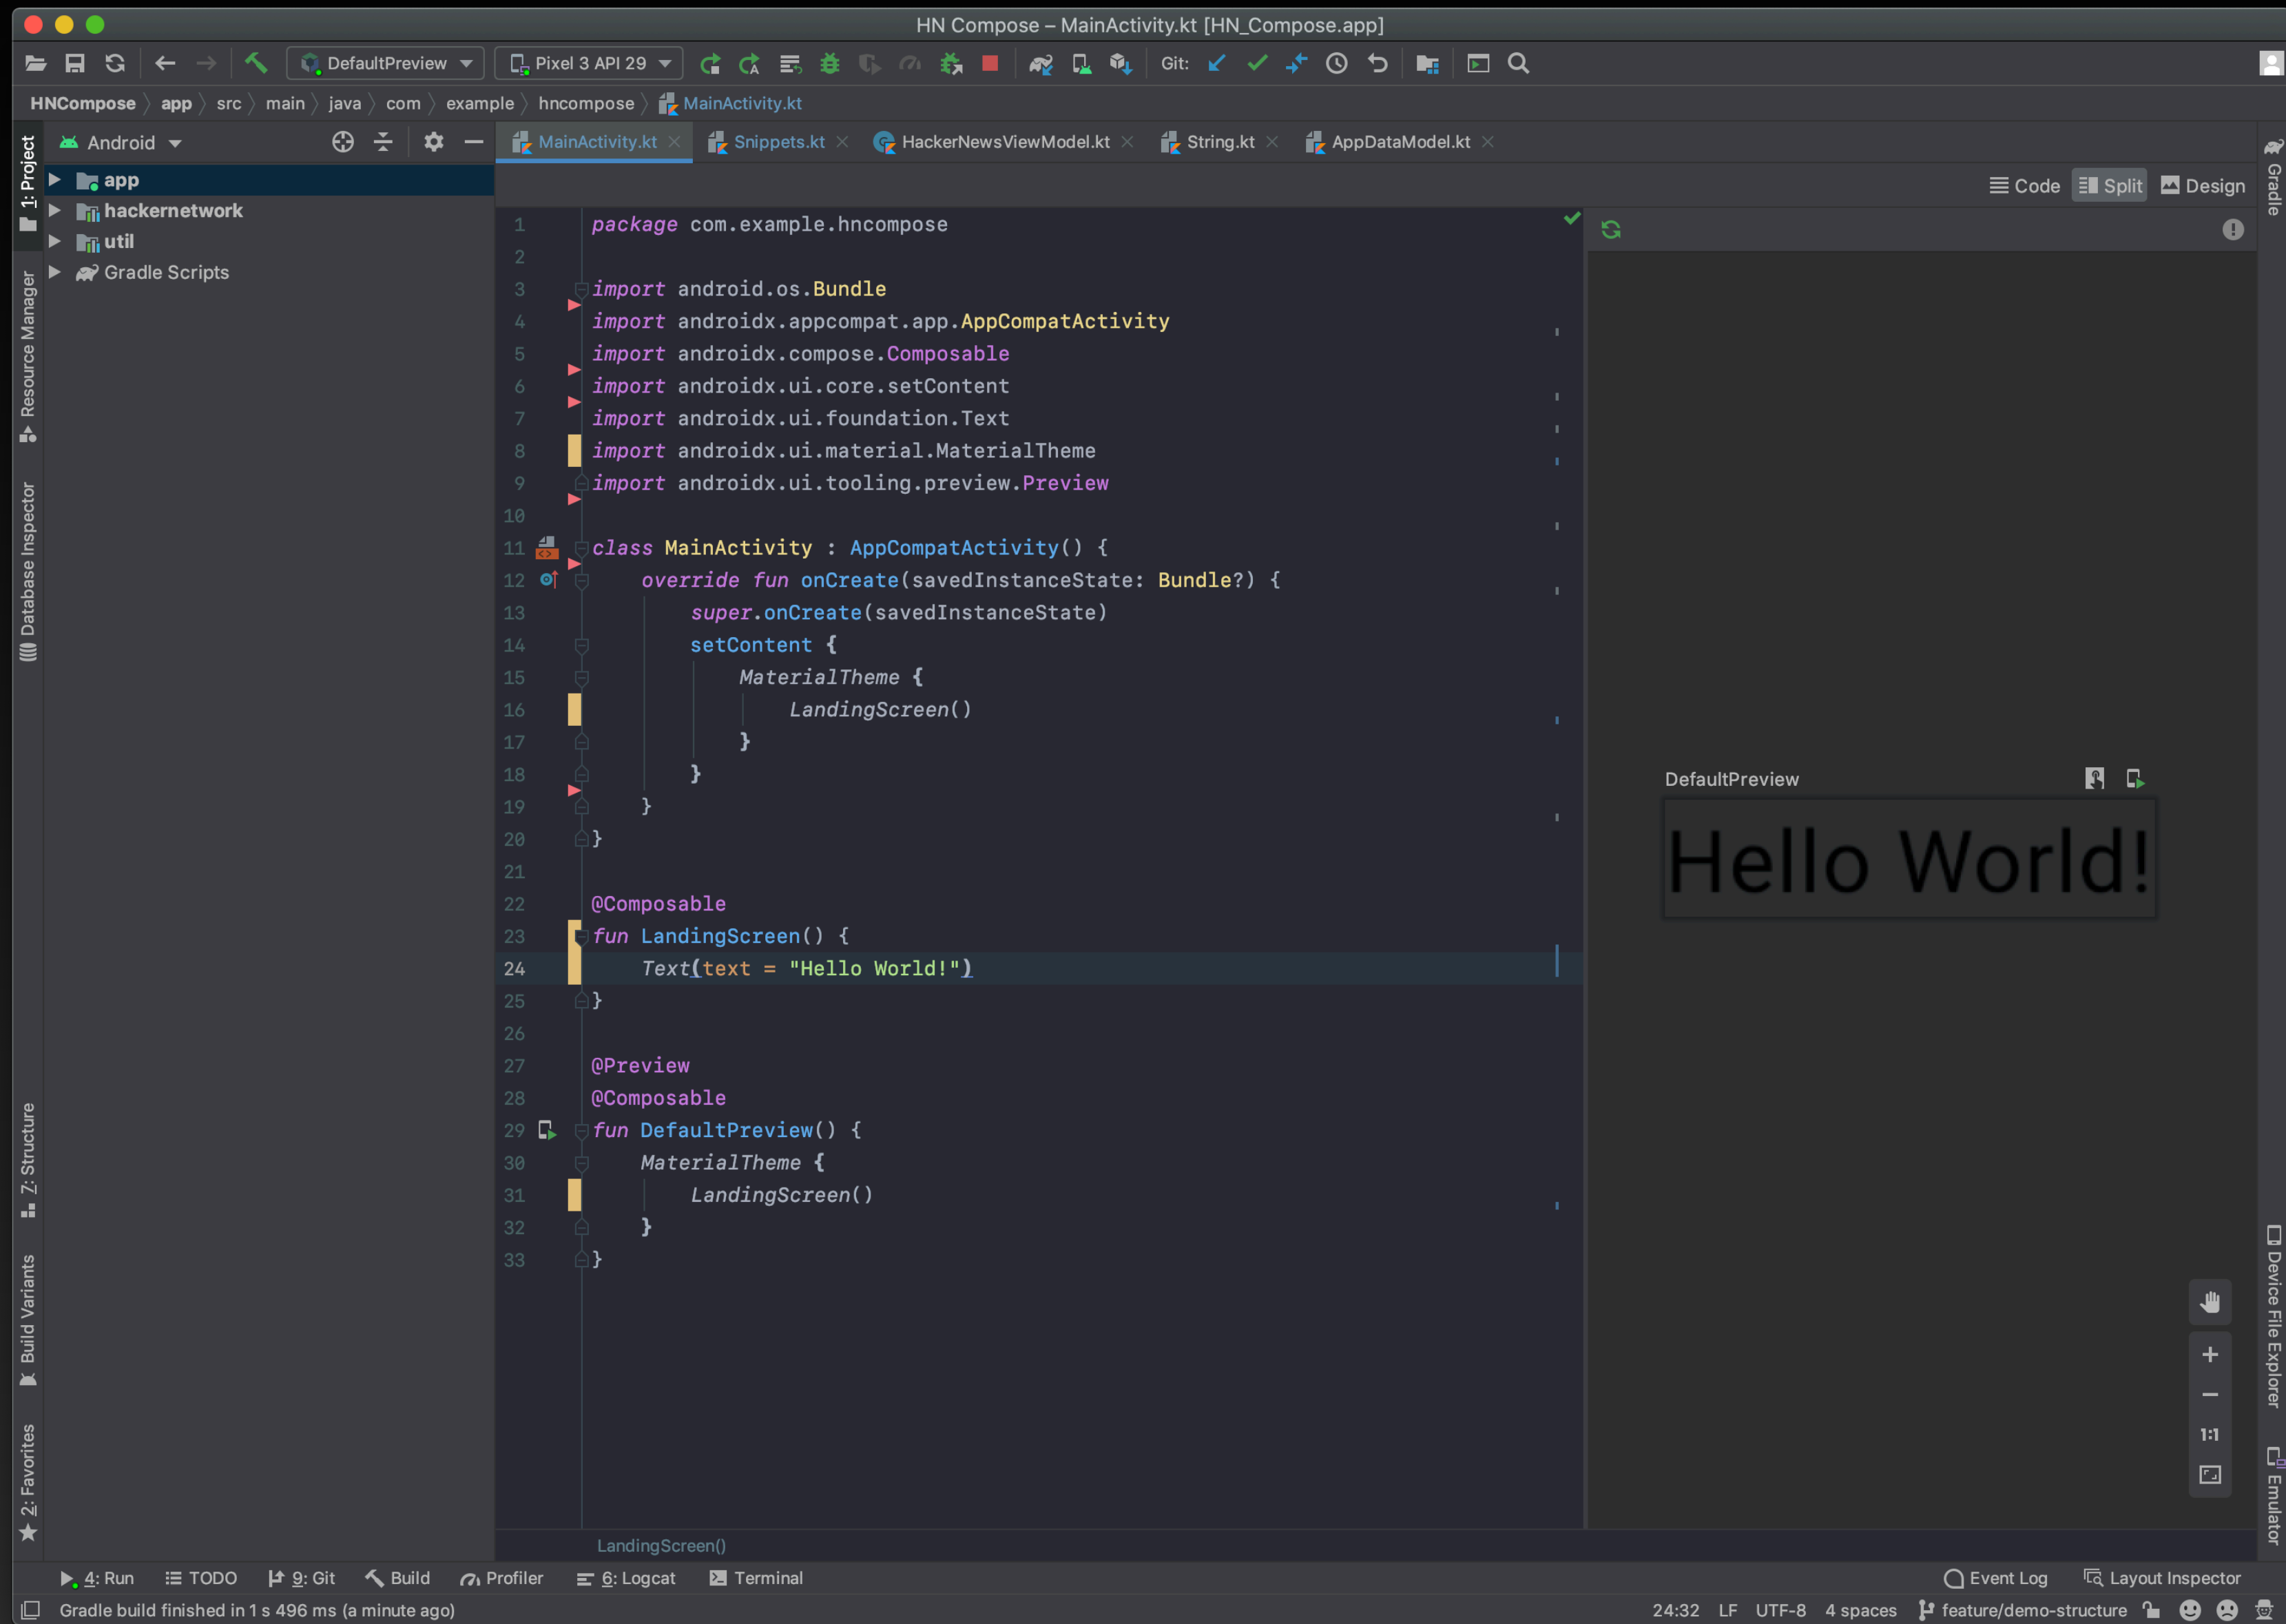 HN Compose – MainActivity.kt [HN_Compose.app]
DefaultPreview
Pixel 3 API 29
Git:
HNCompose app src main java com example hncompose MainActivity.kt
1: Project
Resource Manager
Database Inspector
7: Structure
Build Variants
2: Favorites
Android
app
hackernetwork
util
Gradle Scripts
MainActivity.kt Snippets.kt HackerNewsViewModel.kt String.kt AppDataModel.kt
Code Split Design
1 package com.example.hncompose
2
3 import android.os.Bundle
4 import androidx.appcompat.app.AppCompatActivity
5 import androidx.compose.Composable
6 import androidx.ui.core.setContent
7 import androidx.ui.foundation.Text
8 import androidx.ui.material.MaterialTheme
9 import androidx.ui.tooling.preview.Preview
10
11 class MainActivity : AppCompatActivity() {
12 override fun onCreate(savedInstanceState: Bundle?) {
13 super.onCreate(savedInstanceState)
14 setContent {
15 MaterialTheme {
16 LandingScreen()
17 }
18 }
19 }
20 }
21
22 @Composable
23 fun LandingScreen() {
24 Text(text = "Hello World!")
25 }
26
27 @Preview
28 @Composable
29 fun DefaultPreview() {
30 MaterialTheme {
31 LandingScreen()
32 }
33 }
LandingScreen()
DefaultPreview
Hello World!
1:1
Gradle
Device File Explorer
Emulator
4: Run TODO 9: Git Build Profiler 6: Logcat Terminal
Event Log Layout Inspector
Gradle build finished in 1 s 496 ms (a minute ago)
24:32 LF UTF-8 4 spaces feature/demo-structure